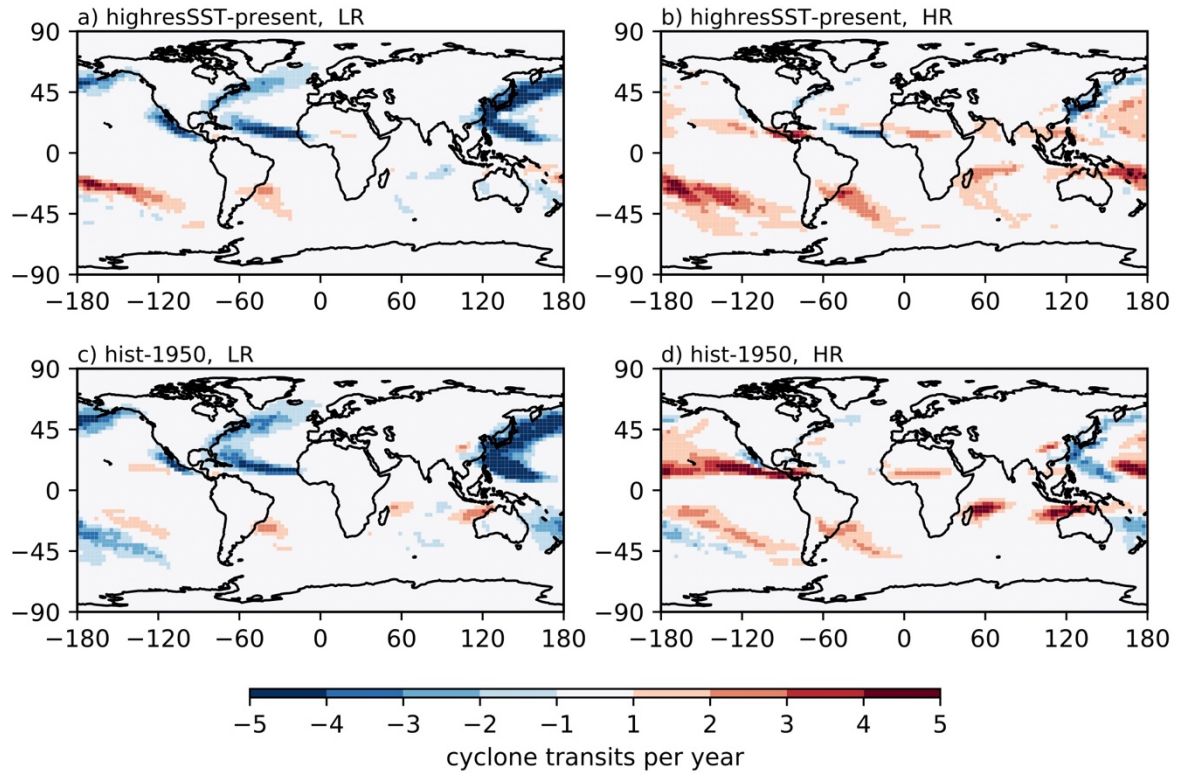 a) highresSST-present, LR
b) highresSST-present, HR
90
45
0
−45
−90
−180 −120 −60 0 60 120 180
90
45
0
−45
−90
−180 −120 −60 0 60 120 180
c) hist-1950, LR
d) hist-1950, HR
90
45
0
−45
−90
−180 −120 −60 0 60 120 180
90
45
0
−45
−90
−180 −120 −60 0 60 120 180
−5 −4 −3 −2 −1 1 2 3 4 5
cyclone transits per year